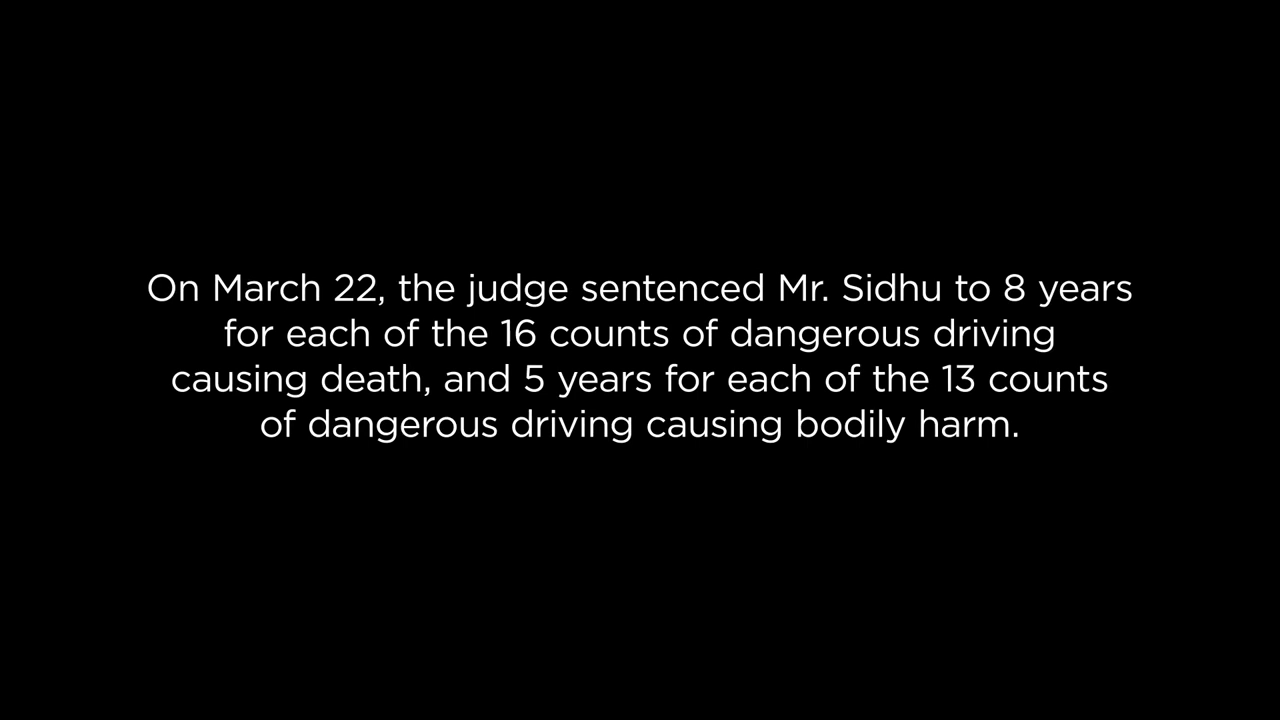 On March 22, the judge sentenced Mr. Sidhu to 8 years
for each of the 16 counts of dangerous driving
causing death, and 5 years for each of the 13 counts
of dangerous driving causing bodily harm.